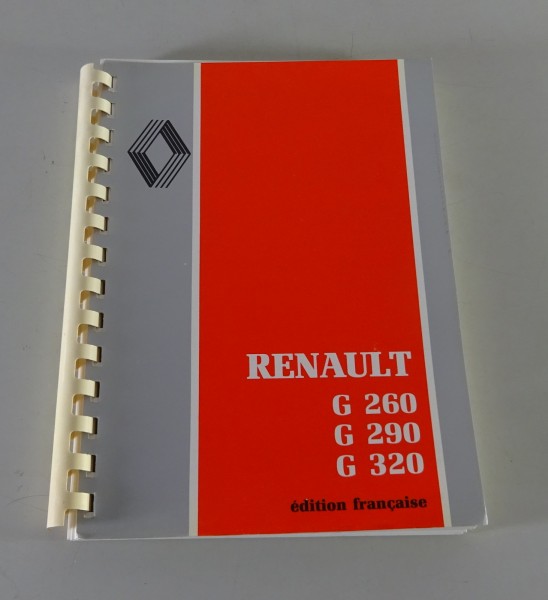 RENAULT
G 260
G 290
G 320
édition française